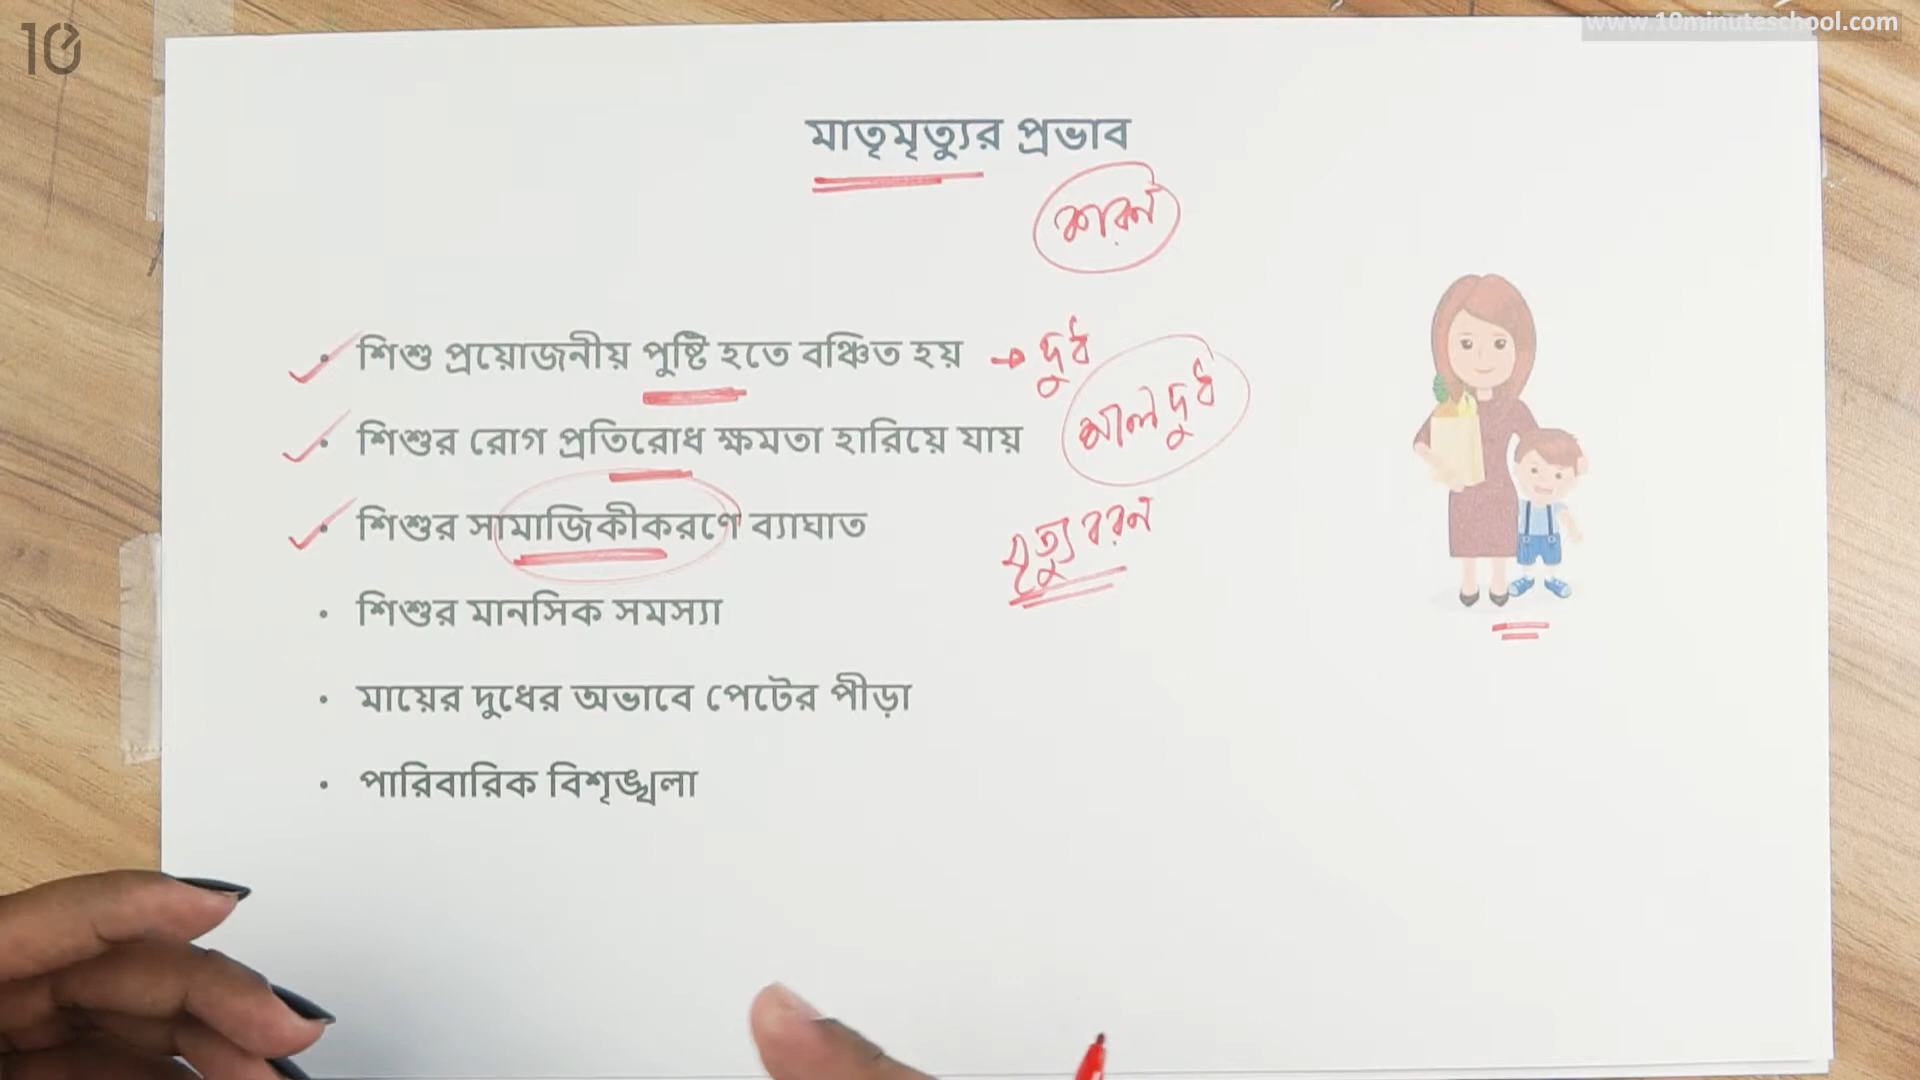 10
www.10minuteschool.com
মাতৃমৃত্যুর প্রভাব
কারণ
• শিশু প্রয়োজনীয় পুষ্টি হতে বঞ্চিত হয় → দুধ
• শিশুর রোগ প্রতিরোধ ক্ষমতা হারিয়ে যায় শালদুধ
• শিশুর সামাজিকীকরণে ব্যাঘাত মৃত্যুবরণ
• শিশুর মানসিক সমস্যা
• মায়ের দুধের অভাবে পেটের পীড়া
• পারিবারিক বিশৃঙ্খলা